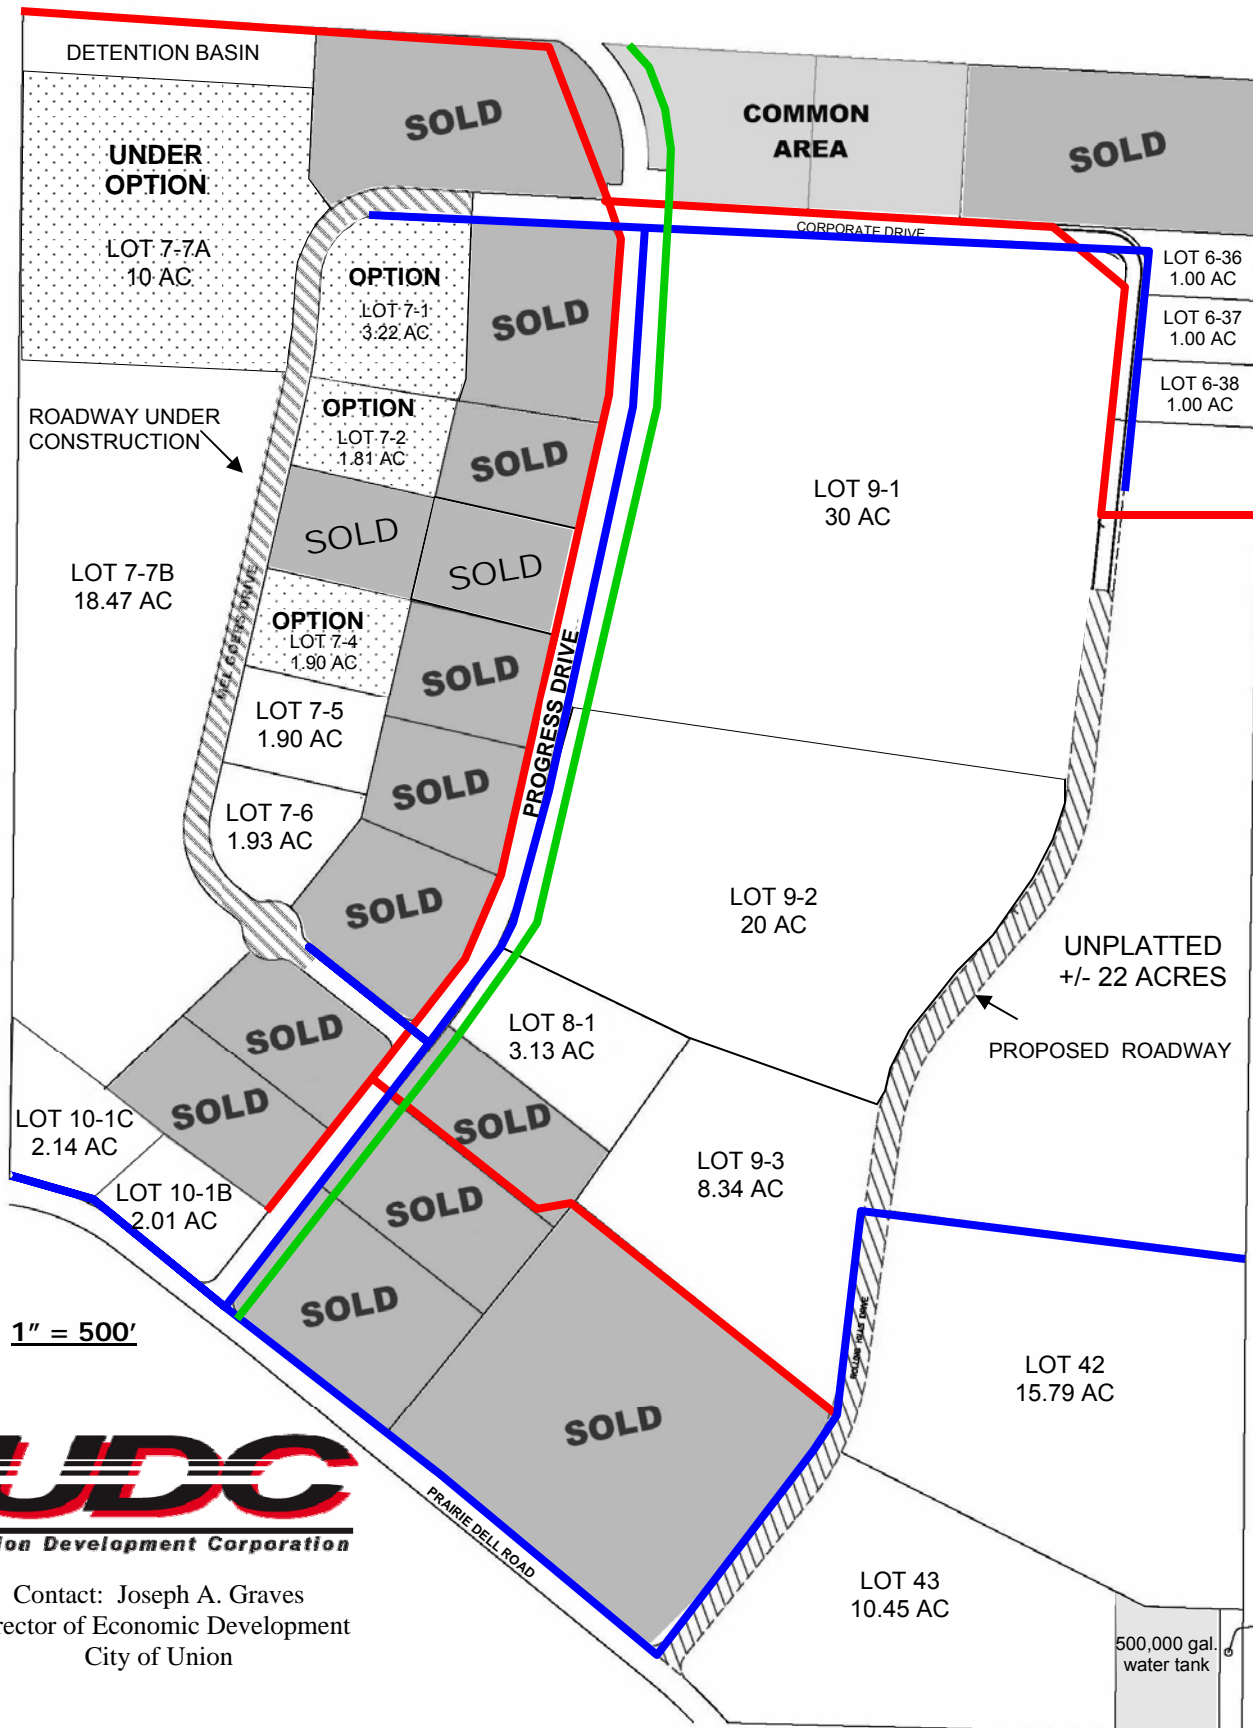 DETENTION BASIN
SOLD
COMMON
AREA
SOLD
UNDER
OPTION
LOT 7-7A
10 AC
CORPORATE DRIVE
LOT 6-36
1.00 AC
OPTION
LOT 7-1
3.22 AC
SOLD
LOT 6-37
1.00 AC
LOT 6-38
1.00 AC
ROADWAY UNDER
CONSTRUCTION
OPTION
LOT 7-2
1.81 AC
SOLD
LOT 9-1
30 AC
SOLD
SOLD
LOT 7-7B
18.47 AC
OPTION
LOT 7-4
1.90 AC
DRIVE
PROGRESS DRIVE
SOLD
LOT 7-5
1.90 AC
SOLD
LOT 7-6
1.93 AC
SOLD
LOT 9-2
20 AC
UNPLATTED
+/- 22 ACRES
SOLD
LOT 8-1
3.13 AC
PROPOSED ROADWAY
SOLD
SOLD
LOT 10-1C
2.14 AC
LOT 9-3
8.34 AC
LOT 10-1B
2.01 AC
SOLD
SOLD
1" = 500'
ROLLING HILLS DRIVE
LOT 42
15.79 AC
SOLD
UDC
ion Development Corporation
PRAIRIE DELL ROAD
Contact: Joseph A. Graves
rector of Economic Development
City of Union
LOT 43
10.45 AC
500,000 gal.
water tank